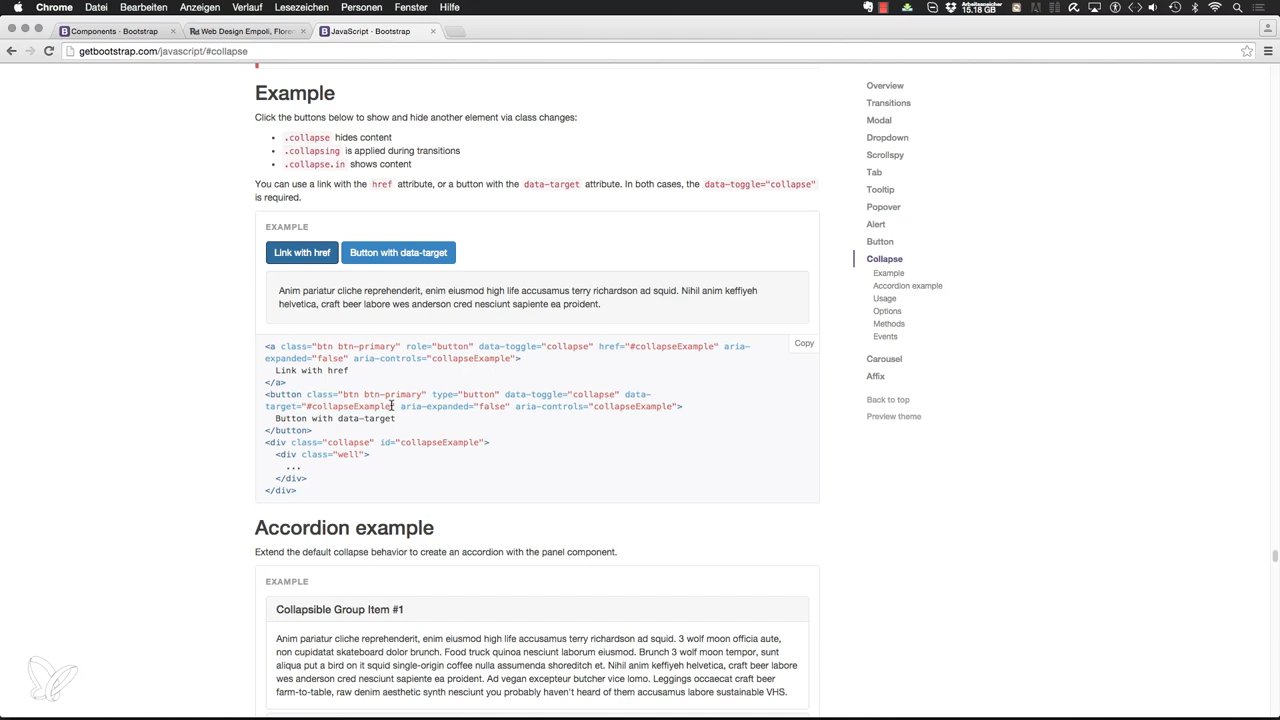 Chrome Datei Bearbeiten Anzeigen Verlauf Lesezeichen Personen Fenster Hilfe
Arbeitsspeicher
15,18 GB
Components · Bootstrap
Web Design Empoli, Flore
JavaScript · Bootstrap
getbootstrap.com/javascript/#collapse
Example
Click the buttons below to show and hide another element via class changes:
• .collapse hides content
• .collapsing is applied during transitions
• .collapse.in shows content
You can use a link with the href attribute, or a button with the data-target attribute. In both cases, the data-toggle="collapse"
is required.
EXAMPLE
Link with href
Button with data-target
Anim pariatur cliche reprehenderit, enim eiusmod high life accusamus terry richardson ad squid. Nihil anim keffiyeh
helvetica, craft beer labore wes anderson cred nesciunt sapiente ea proident.
Copy
<a class="btn btn-primary" role="button" data-toggle="collapse" href="#collapseExample" aria-
expanded="false" aria-controls="collapseExample">
Link with href
</a>
<button class="btn btn-primary" type="button" data-toggle="collapse" data-
target="#collapseExample" aria-expanded="false" aria-controls="collapseExample">
Button with data-target
</button>
<div class="collapse" id="collapseExample">
<div class="well">
...
</div>
</div>
Accordion example
Extend the default collapse behavior to create an accordion with the panel component.
EXAMPLE
Collapsible Group Item #1
Anim pariatur cliche reprehenderit, enim eiusmod high life accusamus terry richardson ad squid. 3 wolf moon officia aute,
non cupidatat skateboard dolor brunch. Food truck quinoa nesciunt laborum eiusmod. Brunch 3 wolf moon tempor, sunt
aliqua put a bird on it squid single-origin coffee nulla assumenda shoreditch et. Nihil anim keffiyeh helvetica, craft beer labore
wes anderson cred nesciunt sapiente ea proident. Ad vegan excepteur butcher vice lomo. Leggings occaecat craft beer
farm-to-table, raw denim aesthetic synth nesciunt you probably haven't heard of them accusamus labore sustainable VHS.
Overview
Transitions
Modal
Dropdown
Scrollspy
Tab
Tooltip
Popover
Alert
Button
Collapse
Example
Accordion example
Usage
Options
Methods
Events
Carousel
Affix
Back to top
Preview theme